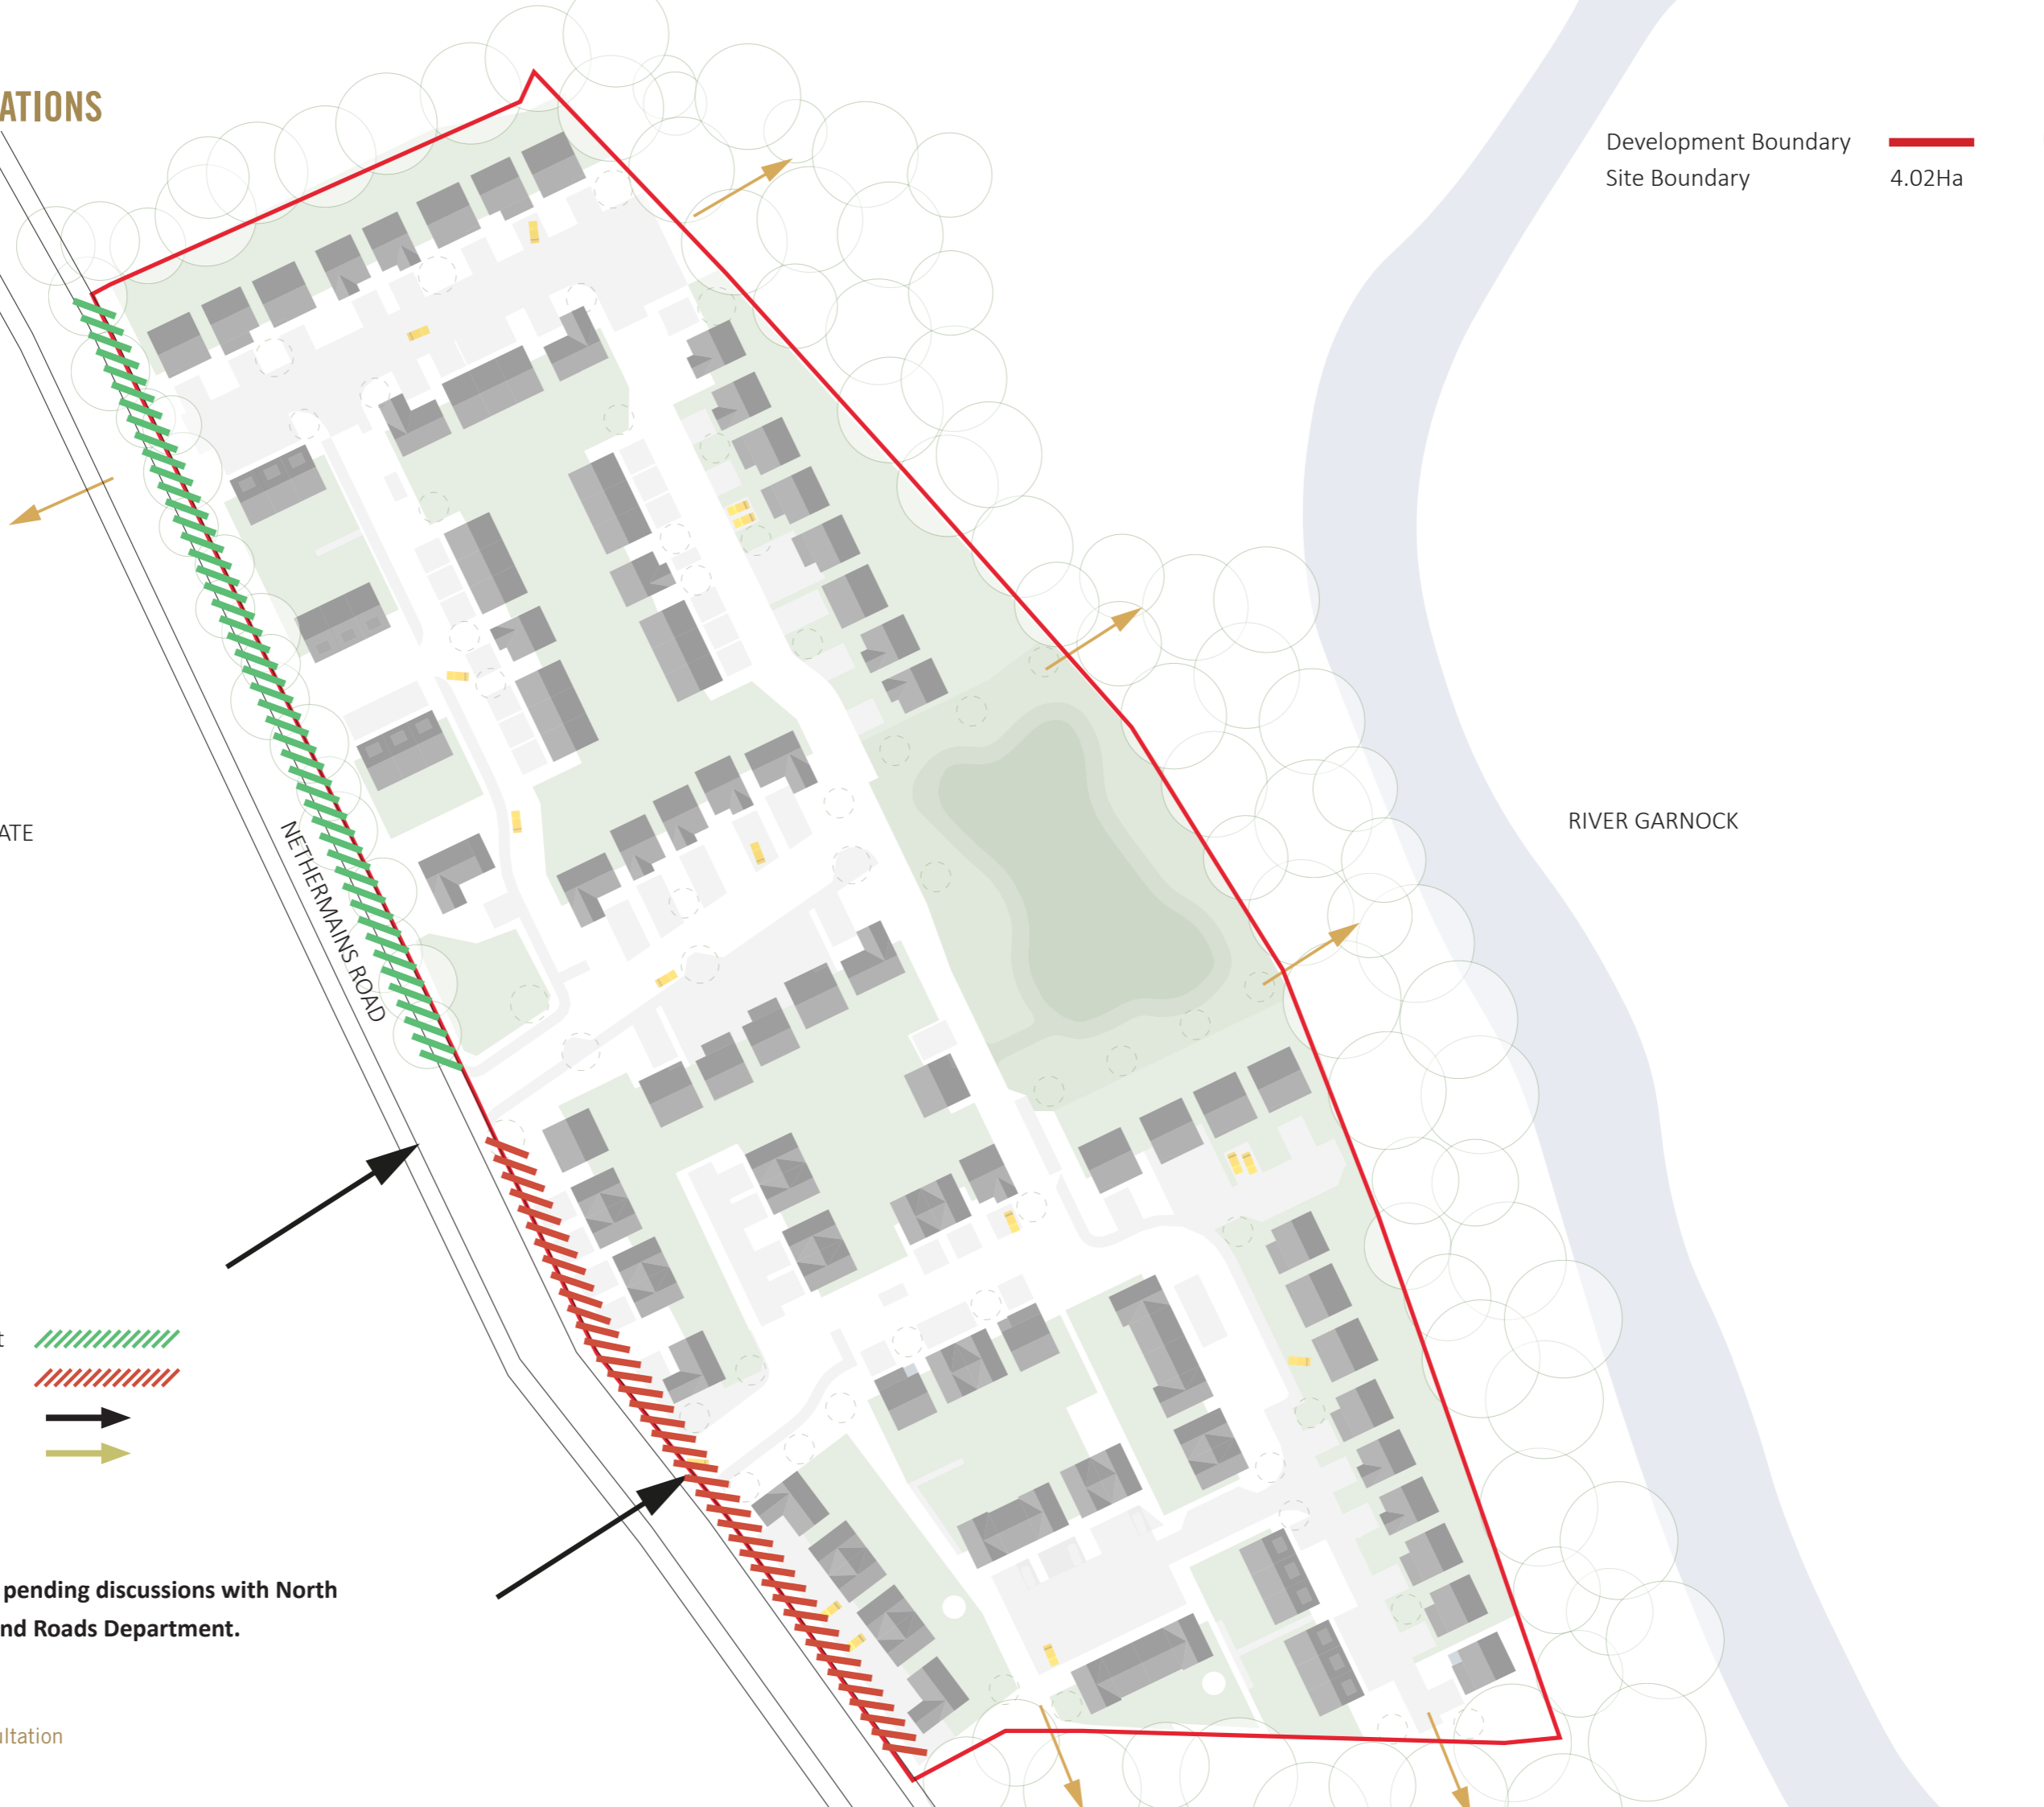 ATIONS
Development Boundary
Site Boundary 4.02Ha
ATE
RIVER GARNOCK
NETHERMAINS ROAD
t
pending discussions with North
nd Roads Department.
ltation